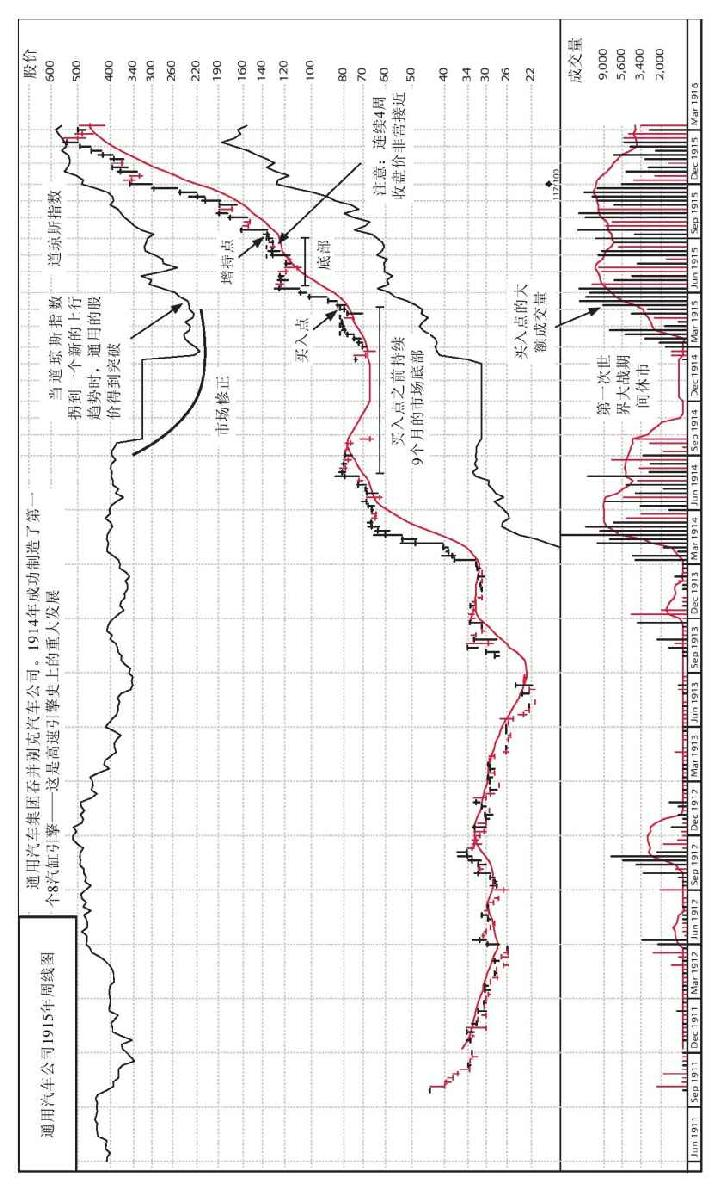 通用汽车公司1915年周线图
通用汽车集团吞并别克汽车公司。1914年成功制造了第一
个8汽缸引擎——这是高速引擎史上的重大发展
当道琼斯指数
拐到一个新的上行
趋势时，通用的股
价得到突破
道琼斯指数
股价
600
500
400
340
300
260
220
180
160
140
120
100
80
70
60
50
40
34
30
26
22
市场修正
增持点
底部
买入点
注意：连续4周
收盘价非常接近
买入点之前持续
9个月的市场底部
117,100
买入点的大
额成交量
第一次世
界大战期
间休市
成交量
9,000
5,600
3,400
2,000
Jun 1911
Sep 1911
Dec 1911
Mar 1912
Jun 1912
Sep 1912
Dec 1912
Mar 1913
Jun 1913
Sep 1913
Dec 1913
Mar 1914
Jun 1914
Sep 1914
Dec 1914
Mar 1915
Jun 1915
Sep 1915
Dec 1915
Mar 1916